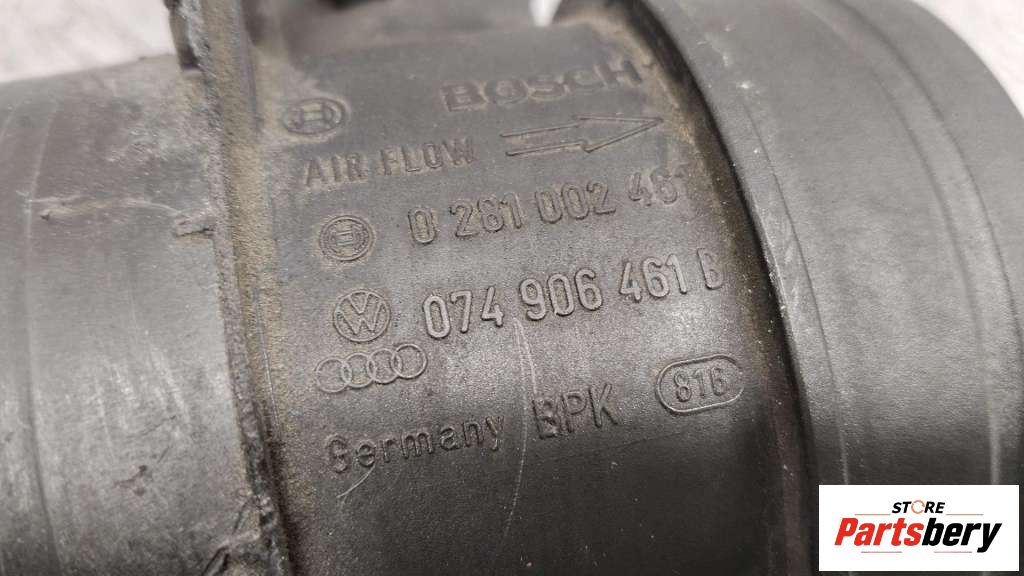 BOSCH
AIR FLOW
0 281 002 461
074 906 461 B
Germany BPK 816
STORE
Partsbery